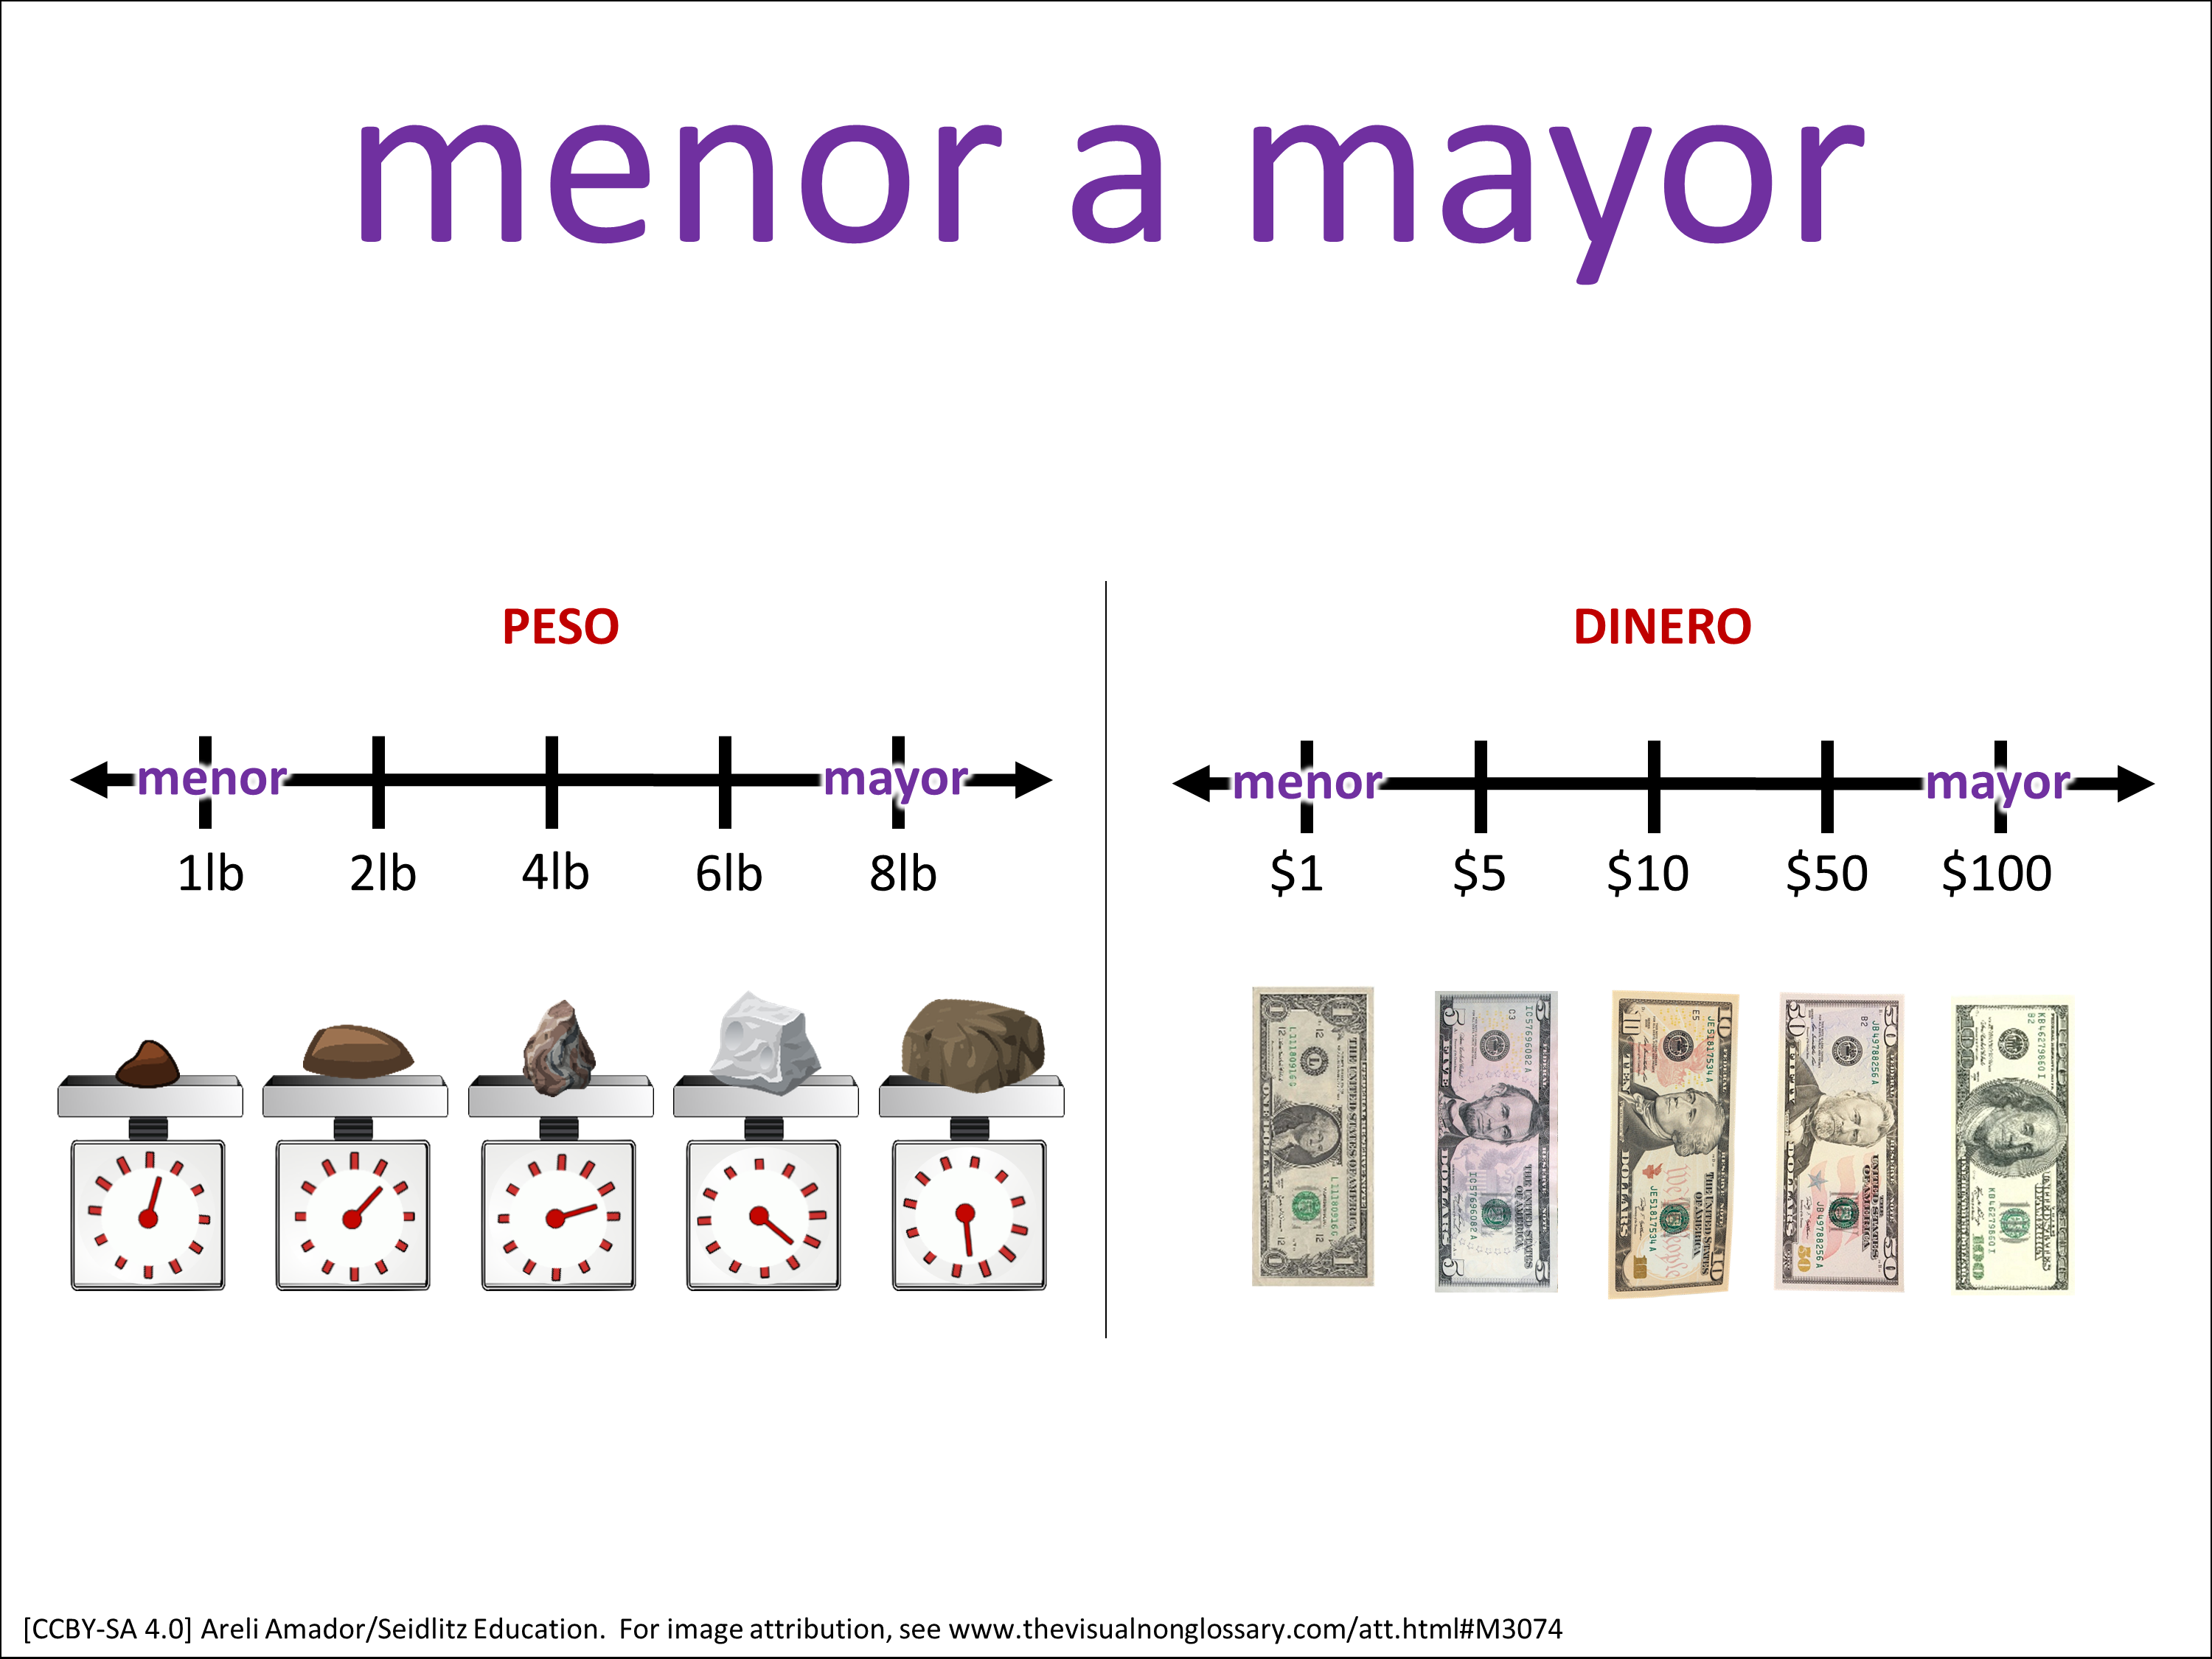 menor a mayor
PESO
menor mayor
1lb 2lb 4lb 6lb 8lb
DINERO
menor mayor
$1 $5 $10 $50 $100
[CCBY-SA 4.0] Areli Amador/Seidlitz Education. For image attribution, see www.thevisualnonglossary.com/att.html#M3074